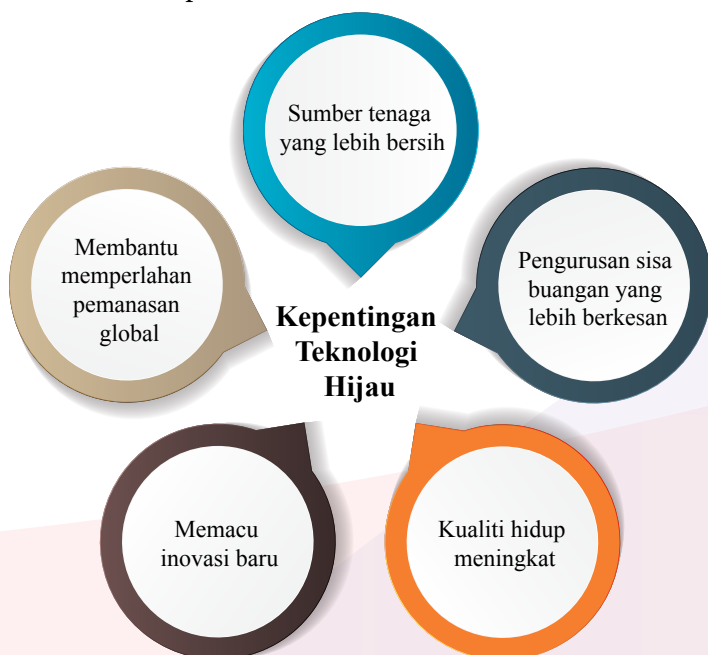 Sumber tenaga
yang lebih bersih
Pengurusan sisa
buangan yang
lebih berkesan
Kualiti hidup
meningkat
Memacu
inovasi baru
Membantu
memperlahan
pemanasan
global
Kepentingan
Teknologi
Hijau